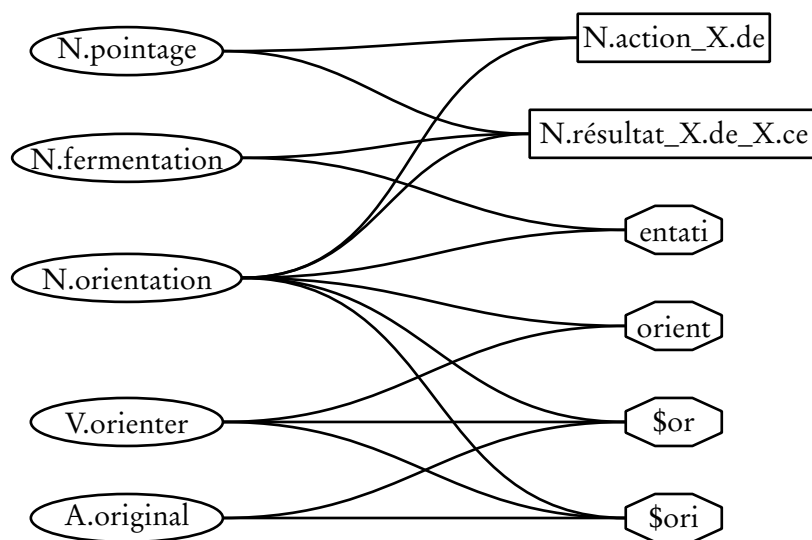 N.pointage
N.action_X.de
N.résultat_X.de_X.ce
N.fermentation
entati
N.orientation
orient
V.orienter
$or
A.original
$ori